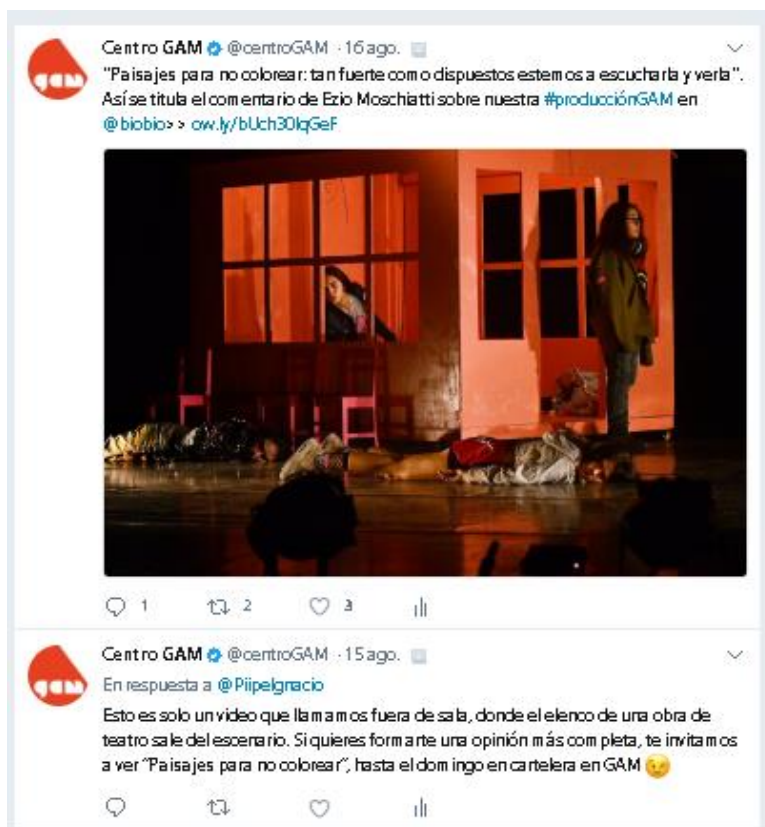 Centro GAM @centroGAM · 16 ago.
"Paisajes para no colorear: tan fuerte como dispuestos estemos a escucharla y verla".
Así se titula el comentario de Ezio Moschiatti sobre nuestra #producciónGAM en
@biobio>> ow.ly/bUch30lqGeF
gam
1 2 3
Centro GAM @centroGAM · 15 ago.
En respuesta a @PiipeIgnacio
gam
Esto es solo un video que llamamos fuera de sala, donde el elenco de una obra de
teatro sale del escenario. Si quieres formarte una opinión más completa, te invitamos
a ver "Paisajes para no colorear", hasta el domingo en cartelera en GAM